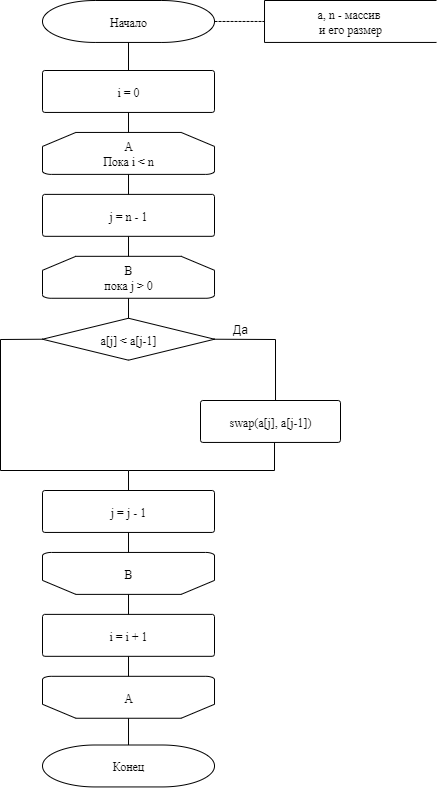 Начало
a, n - массив
и его размер
i = 0
A
Пока i < n
j = n - 1
B
пока j > 0
a[j] < a[j-1]
Да
swap(a[j], a[j-1])
j = j - 1
B
i = i + 1
A
Конец